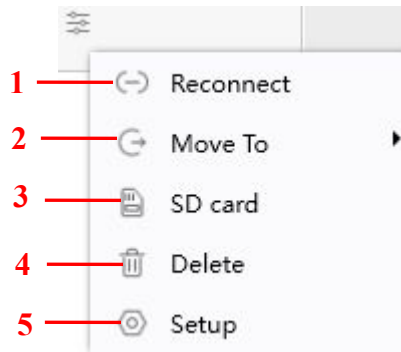 1 Reconnect
2 Move To
3 SD card
4 Delete
5 Setup